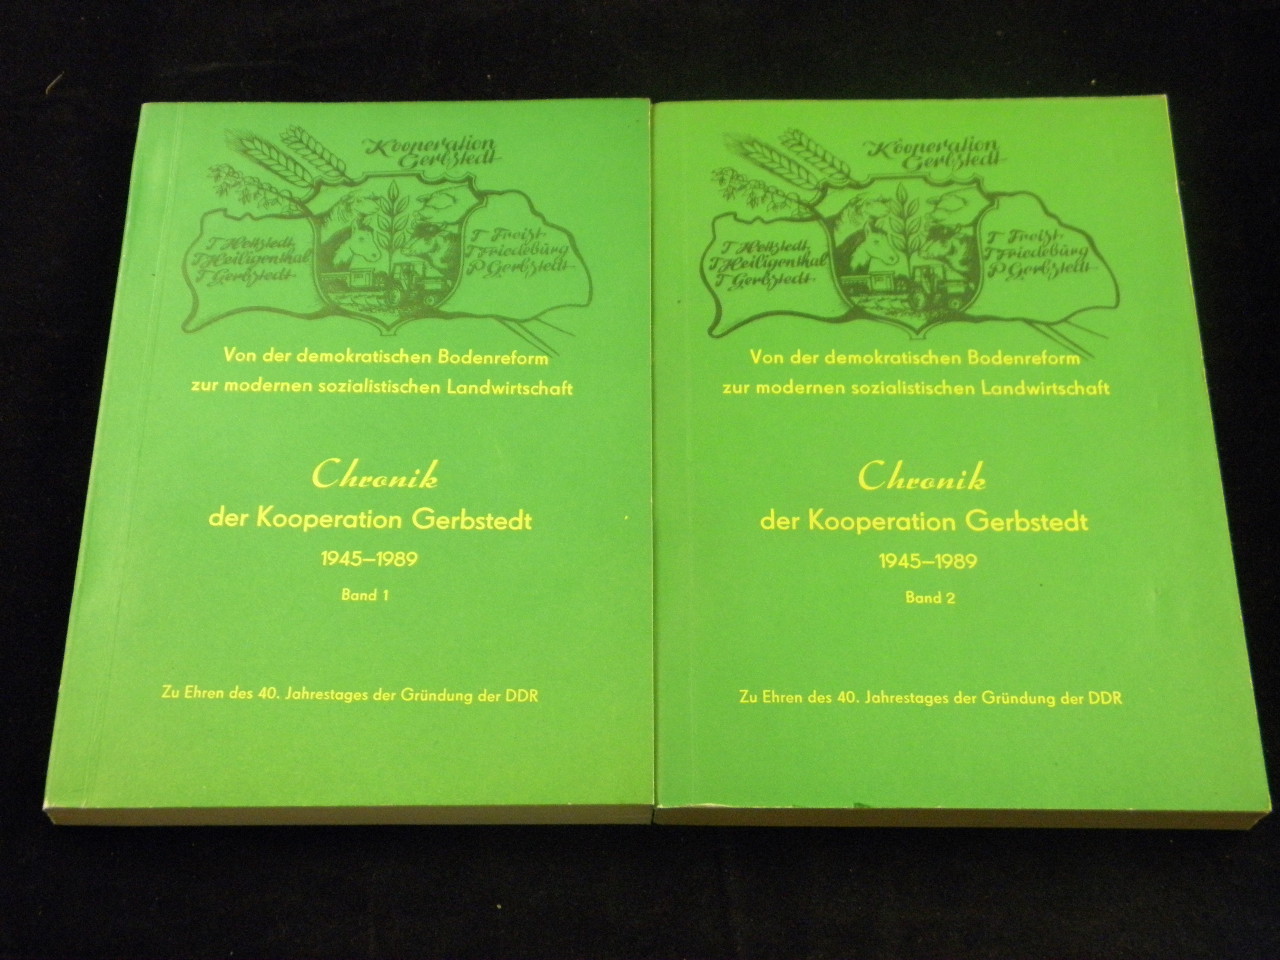 Kooperation
Gerbstedt
T Hettstedt
T Heiligenthal
T Gerbstedt
T Freist
T Friedeburg
P Gerbstedt
Von der demokratischen Bodenreform
zur modernen sozialistischen Landwirtschaft
Chronik
der Kooperation Gerbstedt
1945–1989
Band 1
Zu Ehren des 40. Jahrestages der Gründung der DDR
Kooperation
Gerbstedt
T Hettstedt
T Heiligenthal
T Gerbstedt
T Freist
T Friedeburg
P Gerbstedt
Von der demokratischen Bodenreform
zur modernen sozialistischen Landwirtschaft
Chronik
der Kooperation Gerbstedt
1945–1989
Band 2
Zu Ehren des 40. Jahrestages der Gründung der DDR